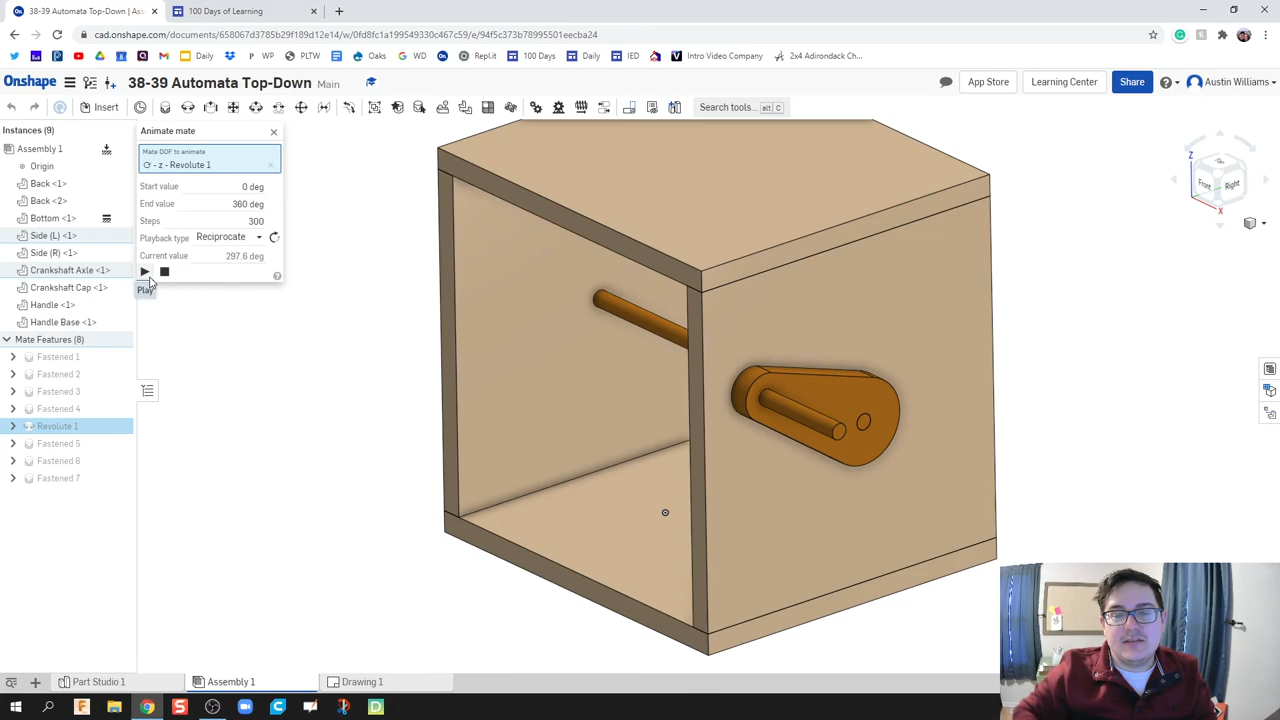 38-39 Automata Top-Down | Ass
100 Days of Learning
cad.onshape.com/documents/658067d3785b29f189d12e14/w/0fd8fc1a199549330c467c59/e/94f5c373b78995501eecba24
Apps
Daily
WP
PLTW
Oaks
WD
Repl.it
100 Days
Daily
IED
Intro Video Company
2x4 Adirondack Ch...
Onshape
38-39 Automata Top-Down Main
App Store
Learning Center
Share
Austin Williams
Insert
Search tools... alt C
Instances (9)
Assembly 1
Origin
Back <1>
Back <2>
Bottom <1>
Side (L) <1>
Side (R) <1>
Crankshaft Axle <1>
Crankshaft Cap <1>
Handle <1>
Handle Base <1>
Mate Features (8)
Fastened 1
Fastened 2
Fastened 3
Fastened 4
Revolute 1
Fastened 5
Fastened 6
Fastened 7
Animate mate
Mate DOF to animate
- z - Revolute 1
Start value 0 deg
End value 360 deg
Steps 300
Playback type Reciprocate
Current value 297.6 deg
Play
Z
Top
Front
Right
X
Part Studio 1
Assembly 1
Drawing 1